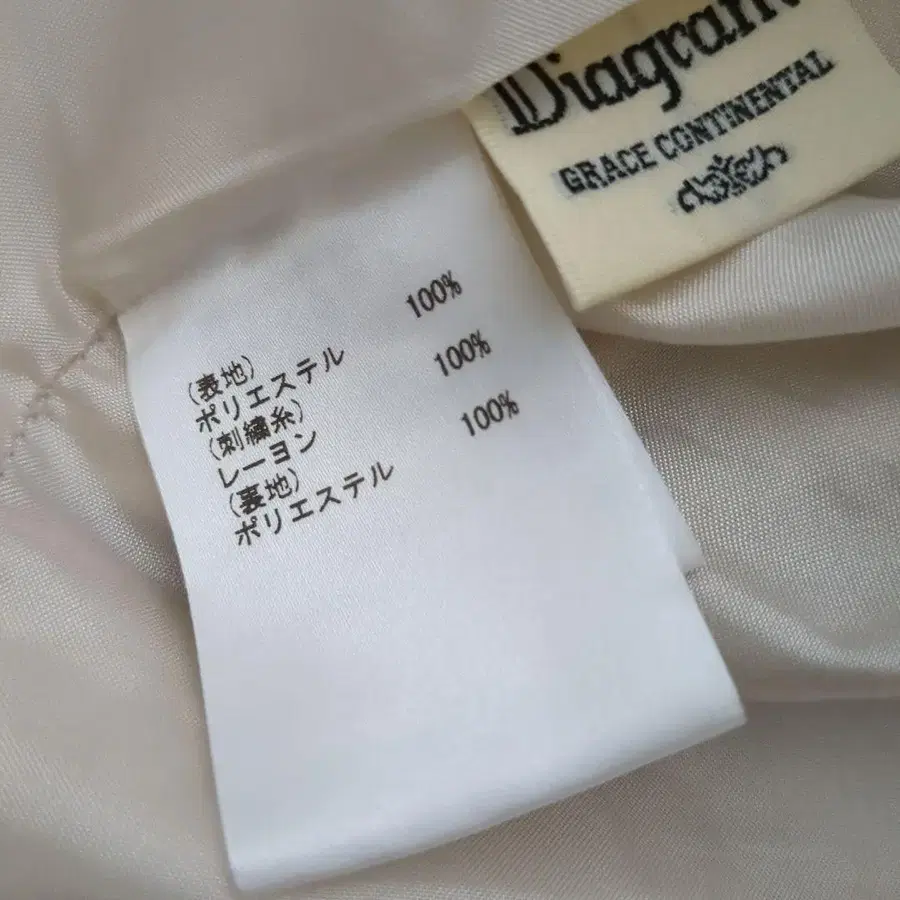 Diagram
GRACE CONTINENTAL
(表地)
ポリエステル 100%
(刺繍糸)
レーヨン 100%
(裏地)
ポリエステル 100%